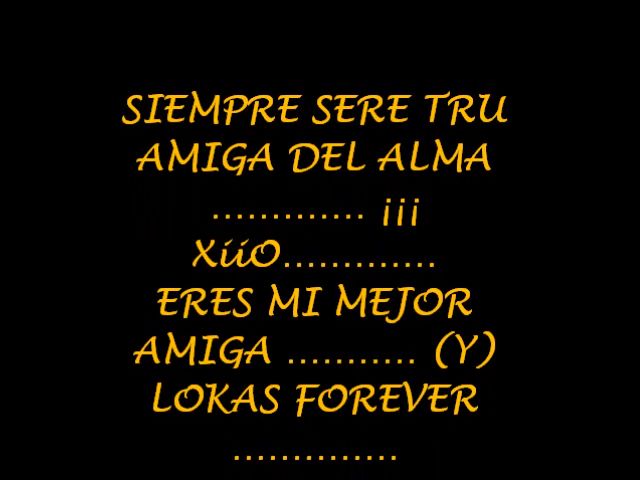 SIEMPRE SERE TRU
AMIGA DEL ALMA
............. ¡¡¡
XiiO.............
ERES MI MEJOR
AMIGA ........... (Y)
LOKAS FOREVER
..............